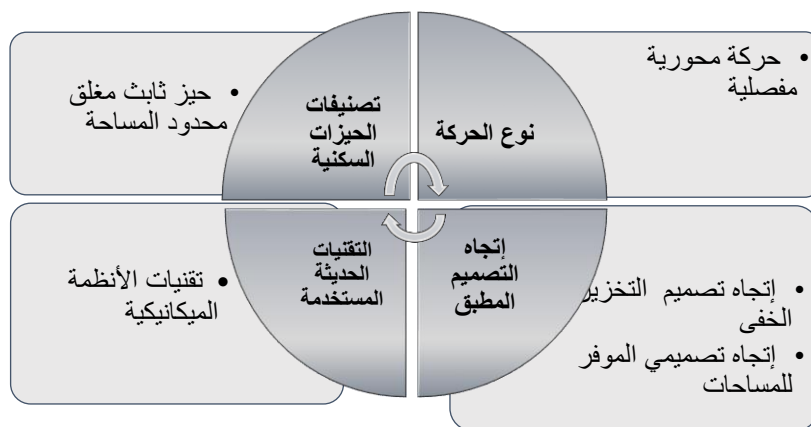 • حركة محورية
مفصلية
نوع الحركة
تصنيفات
الحيزات
السكنية
• حيز ثابث مغلق
محدود المساحة
• إتجاه تصميم التخزين
الخفى
• إتجاه تصميمي الموفر
للمساحات
إتجاه
التصميم
المطبق
التقنيات
الحديثة
المستخدمة
• تقنيات الأنظمة
الميكانيكية